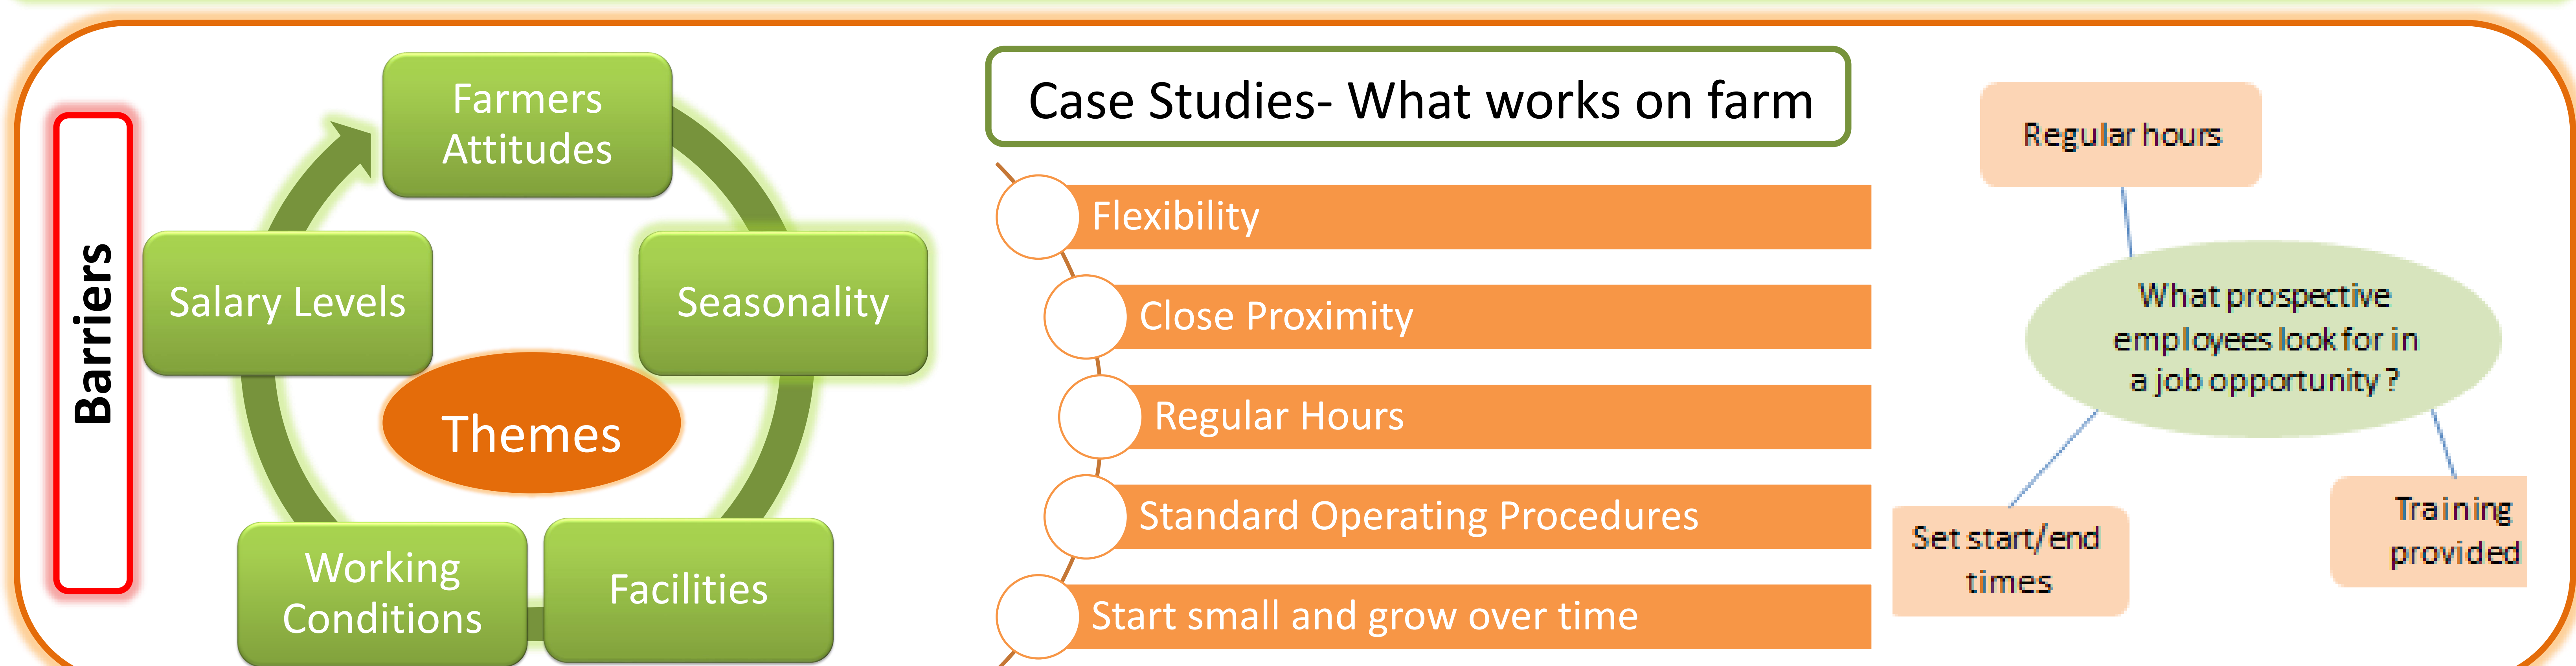 Barriers
Farmers
Attitudes
Seasonality
Facilities
Working
Conditions
Salary Levels
Themes
Case Studies- What works on farm
Flexibility
Close Proximity
Regular Hours
Standard Operating Procedures
Start small and grow over time
Regular hours
What prospective
employees look for in
a job opportunity ?
Set start/end
times
Training
provided